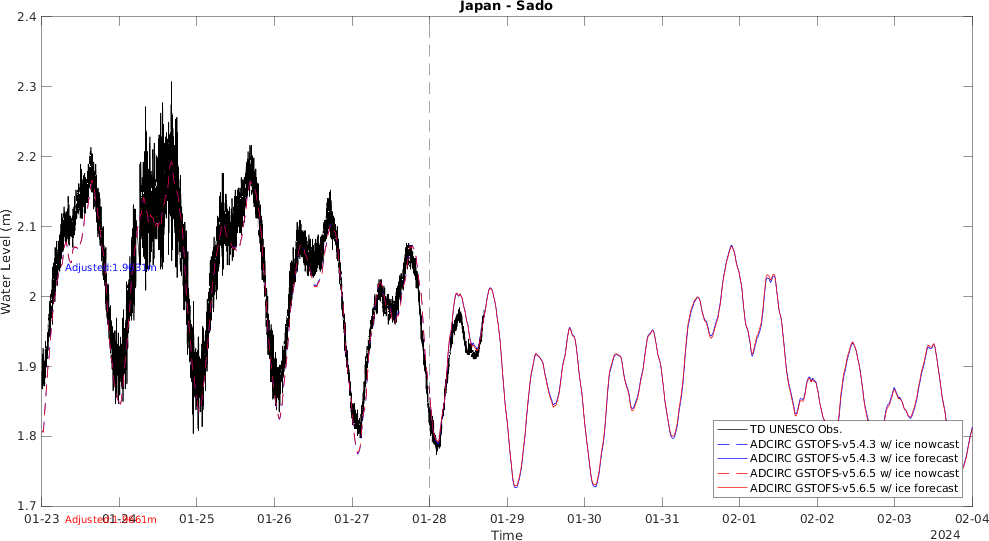 Japan - Sado
2.4
2.3
2.2
2.1
2
1.9
1.8
1.7
Water Level (m)
TD UNESCO Obs.
ADCIRC GSTOFS-v5.4.3 w/ ice nowcast
ADCIRC GSTOFS-v5.4.3 w/ ice forecast
ADCIRC GSTOFS-v5.6.5 w/ ice nowcast
ADCIRC GSTOFS-v5.6.5 w/ ice forecast
01-23 01-24 01-25 01-26 01-27 01-28 01-29 01-30 01-31 02-01 02-02 02-03 02-04
Time
2024